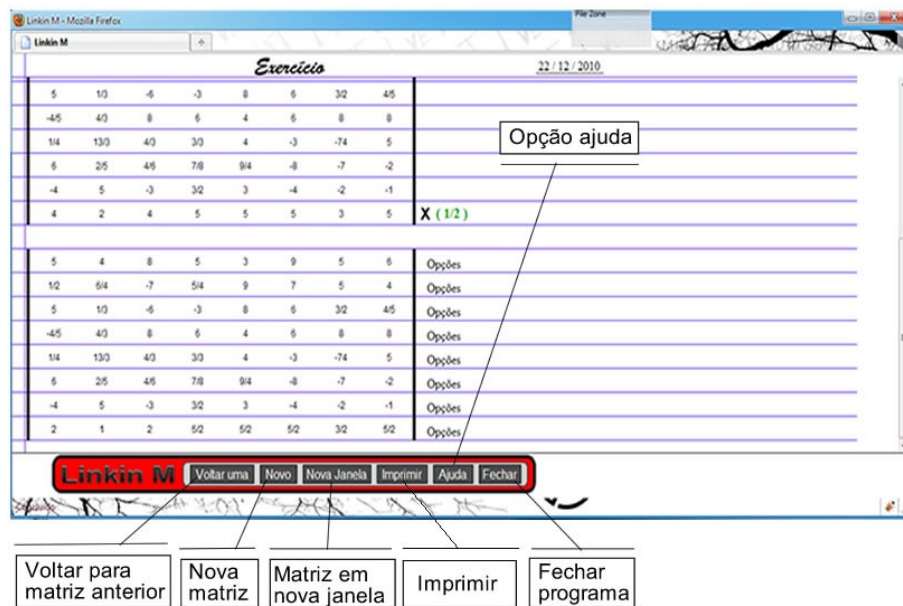 Linkin M - Mozilla Firefox
File Zone
Linkin M
Exercício
22 / 12 / 2010
5 1/3 -6 -3 8 6 3/2 4/5
-4/5 4/3 8 6 4 6 8 8
1/4 13/3 4/3 3/3 4 -3 -74 5
6 2/5 4/6 7/8 9/4 -8 -7 -2
-4 5 -3 3/2 3 -4 -2 -1
4 2 4 5 5 5 3 5 X ( 1/2 )
Opção ajuda
5 4 8 5 3 9 5 6 Opções
1/2 6/4 -7 5/4 9 7 5 4 Opções
5 1/3 -6 -3 8 6 3/2 4/5 Opções
-4/5 4/3 8 6 4 6 8 8 Opções
1/4 13/3 4/3 3/3 4 -3 -74 5 Opções
6 2/5 4/6 7/8 9/4 -8 -7 -2 Opções
-4 5 -3 3/2 3 -4 -2 -1 Opções
2 1 2 5/2 5/2 5/2 3/2 5/2 Opções
Linkin M Voltar uma Novo Nova Janela Imprimir Ajuda Fechar
Concluído
Voltar para
matriz anterior
Nova
matriz
Matriz em
nova janela
Imprimir
Fechar
programa